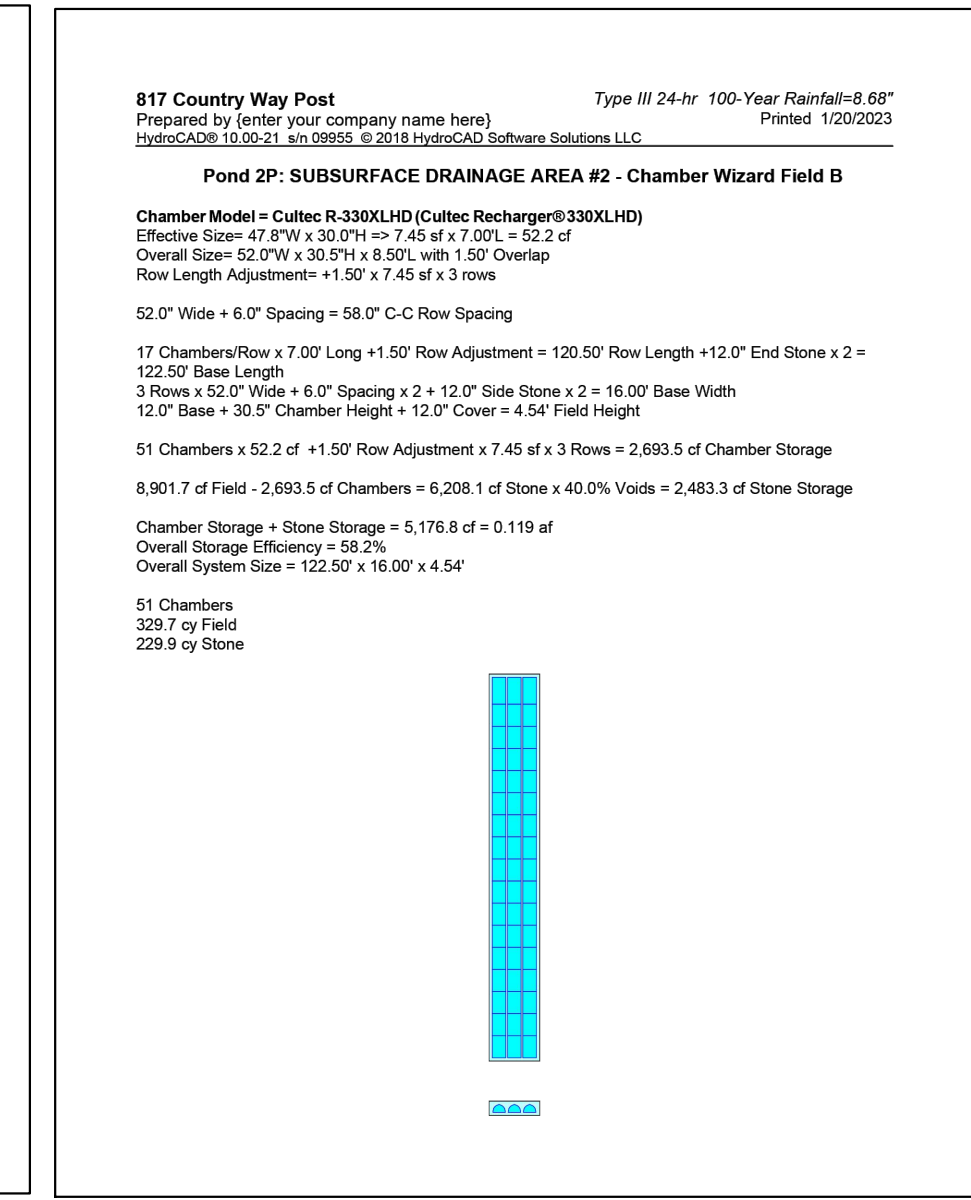 817 Country Way Post
Type III 24-hr 100-Year Rainfall=8.68"
Prepared by {enter your company name here}
Printed 1/20/2023
HydroCAD® 10.00-21 s/n 09955 © 2018 HydroCAD Software Solutions LLC
Pond 2P: SUBSURFACE DRAINAGE AREA #2 - Chamber Wizard Field B
Chamber Model = Cultec R-330XLHD (Cultec Recharger® 330XLHD)
Effective Size= 47.8"W x 30.0"H => 7.45 sf x 7.00'L = 52.2 cf
Overall Size= 52.0"W x 30.5"H x 8.50'L with 1.50' Overlap
Row Length Adjustment= +1.50' x 7.45 sf x 3 rows
52.0" Wide + 6.0" Spacing = 58.0" C-C Row Spacing
17 Chambers/Row x 7.00' Long +1.50' Row Adjustment = 120.50' Row Length +12.0" End Stone x 2 =
122.50' Base Length
3 Rows x 52.0" Wide + 6.0" Spacing x 2 + 12.0" Side Stone x 2 = 16.00' Base Width
12.0" Base + 30.5" Chamber Height + 12.0" Cover = 4.54' Field Height
51 Chambers x 52.2 cf +1.50' Row Adjustment x 7.45 sf x 3 Rows = 2,693.5 cf Chamber Storage
8,901.7 cf Field - 2,693.5 cf Chambers = 6,208.1 cf Stone x 40.0% Voids = 2,483.3 cf Stone Storage
Chamber Storage + Stone Storage = 5,176.8 cf = 0.119 af
Overall Storage Efficiency = 58.2%
Overall System Size = 122.50' x 16.00' x 4.54'
51 Chambers
329.7 cy Field
229.9 cy Stone